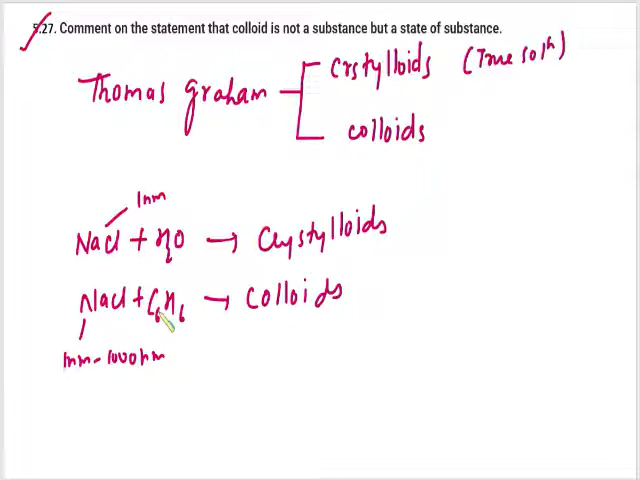 5.27. Comment on the statement that colloid is not a substance but a state of substance.
Thomas graham
crstylloids (True soln)
colloids
1nm
Nacl + H2O → Crystylloids
Nacl + C6H6 → Colloids
1nm - 1000nm